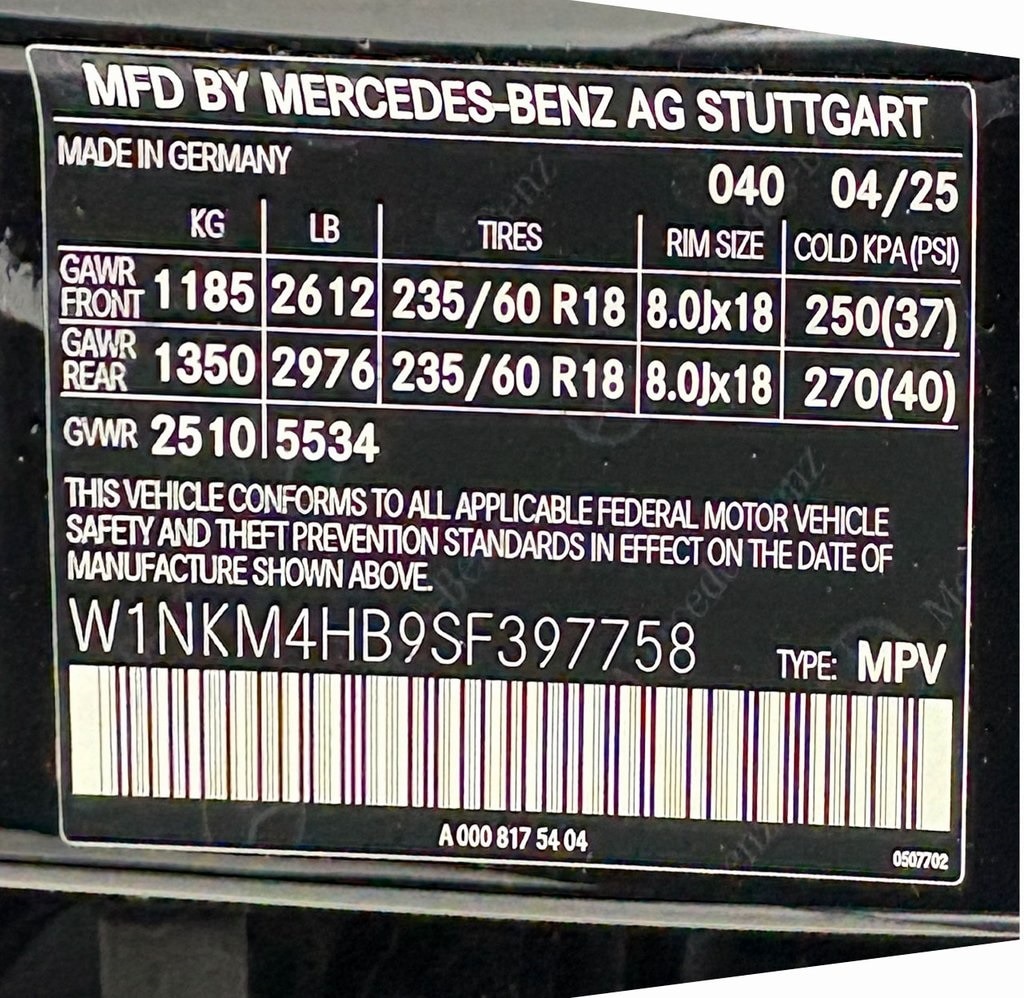 MFD BY MERCEDES-BENZ AG STUTTGART
MADE IN GERMANY
040 04/25
KG LB TIRES RIM SIZE COLD KPA (PSI)
GAWR FRONT 1185 2612 235/60 R18 8.0Jx18 250(37)
GAWR REAR 1350 2976 235/60 R18 8.0Jx18 270(40)
GVWR 2510 5534
THIS VEHICLE CONFORMS TO ALL APPLICABLE FEDERAL MOTOR VEHICLE
SAFETY AND THEFT PREVENTION STANDARDS IN EFFECT ON THE DATE OF
MANUFACTURE SHOWN ABOVE.
W1NKM4HB9SF397758 TYPE: MPV
A 000 817 54 04
0507702